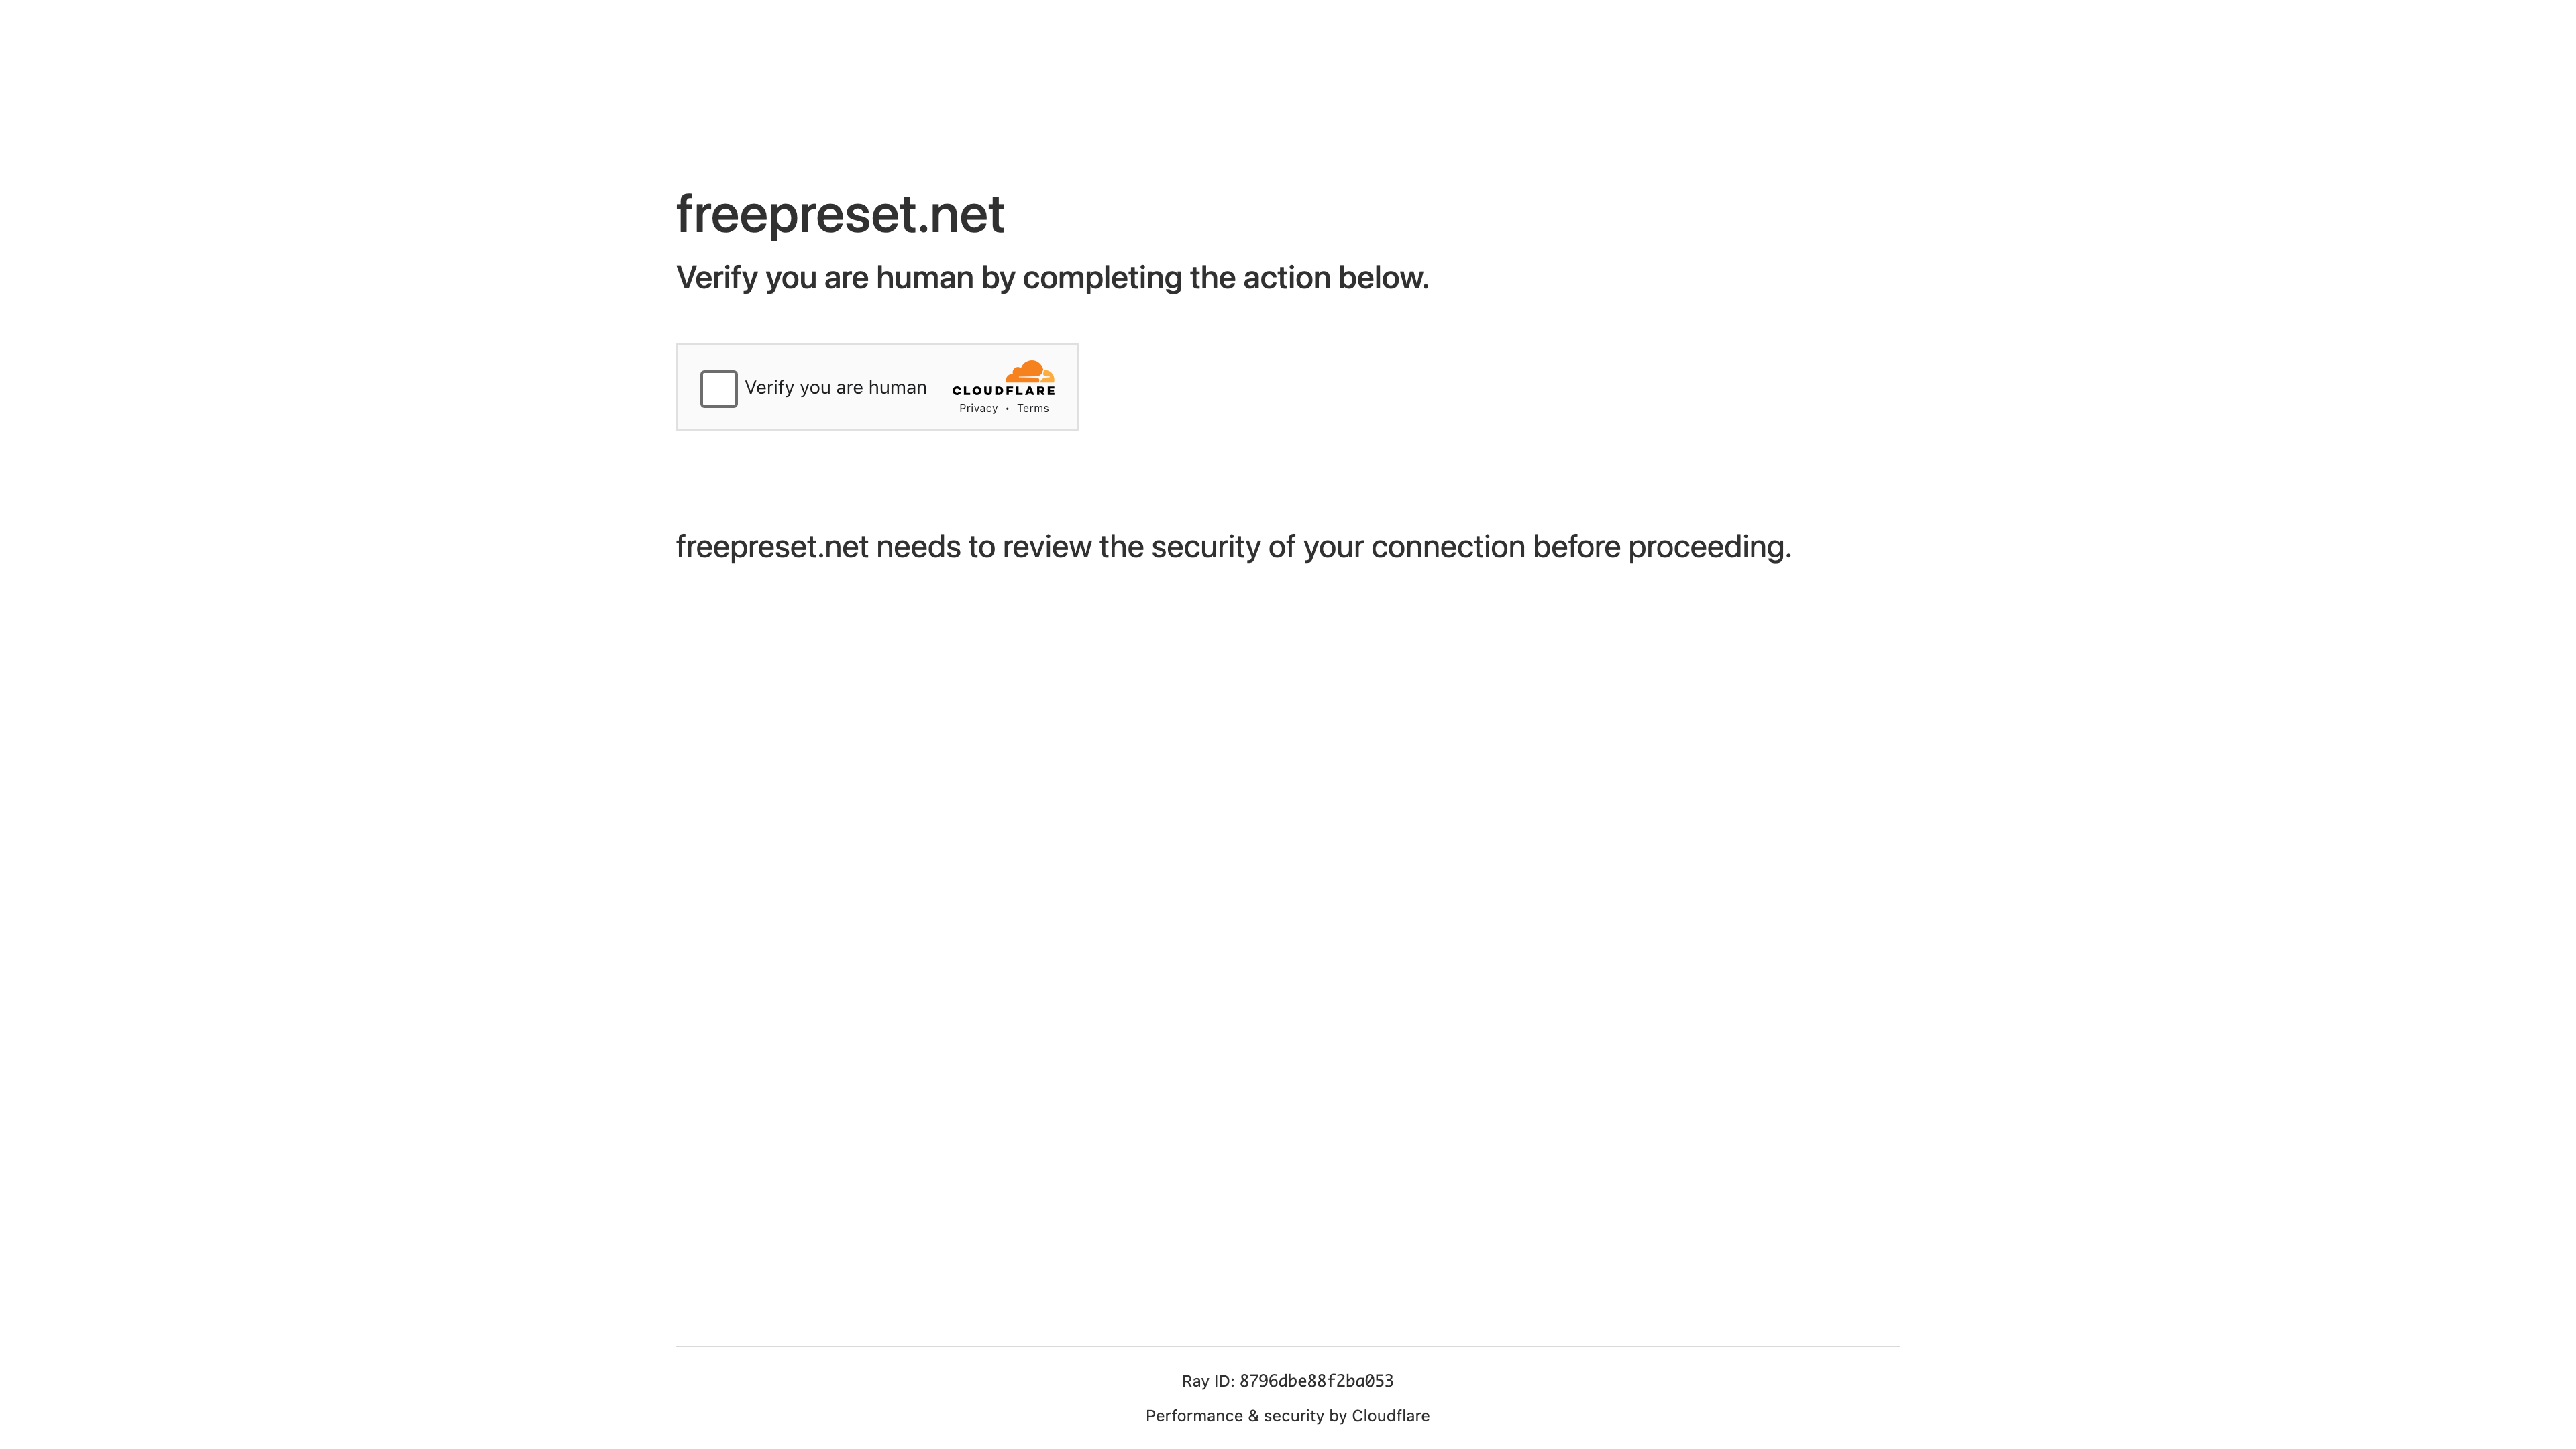 freepreset.net
Verify you are human by completing the action below.
Verify you are human
CLOUDFLARE
Privacy • Terms
freepreset.net needs to review the security of your connection before proceeding.
Ray ID: 8796dbe88f2ba053
Performance & security by Cloudflare